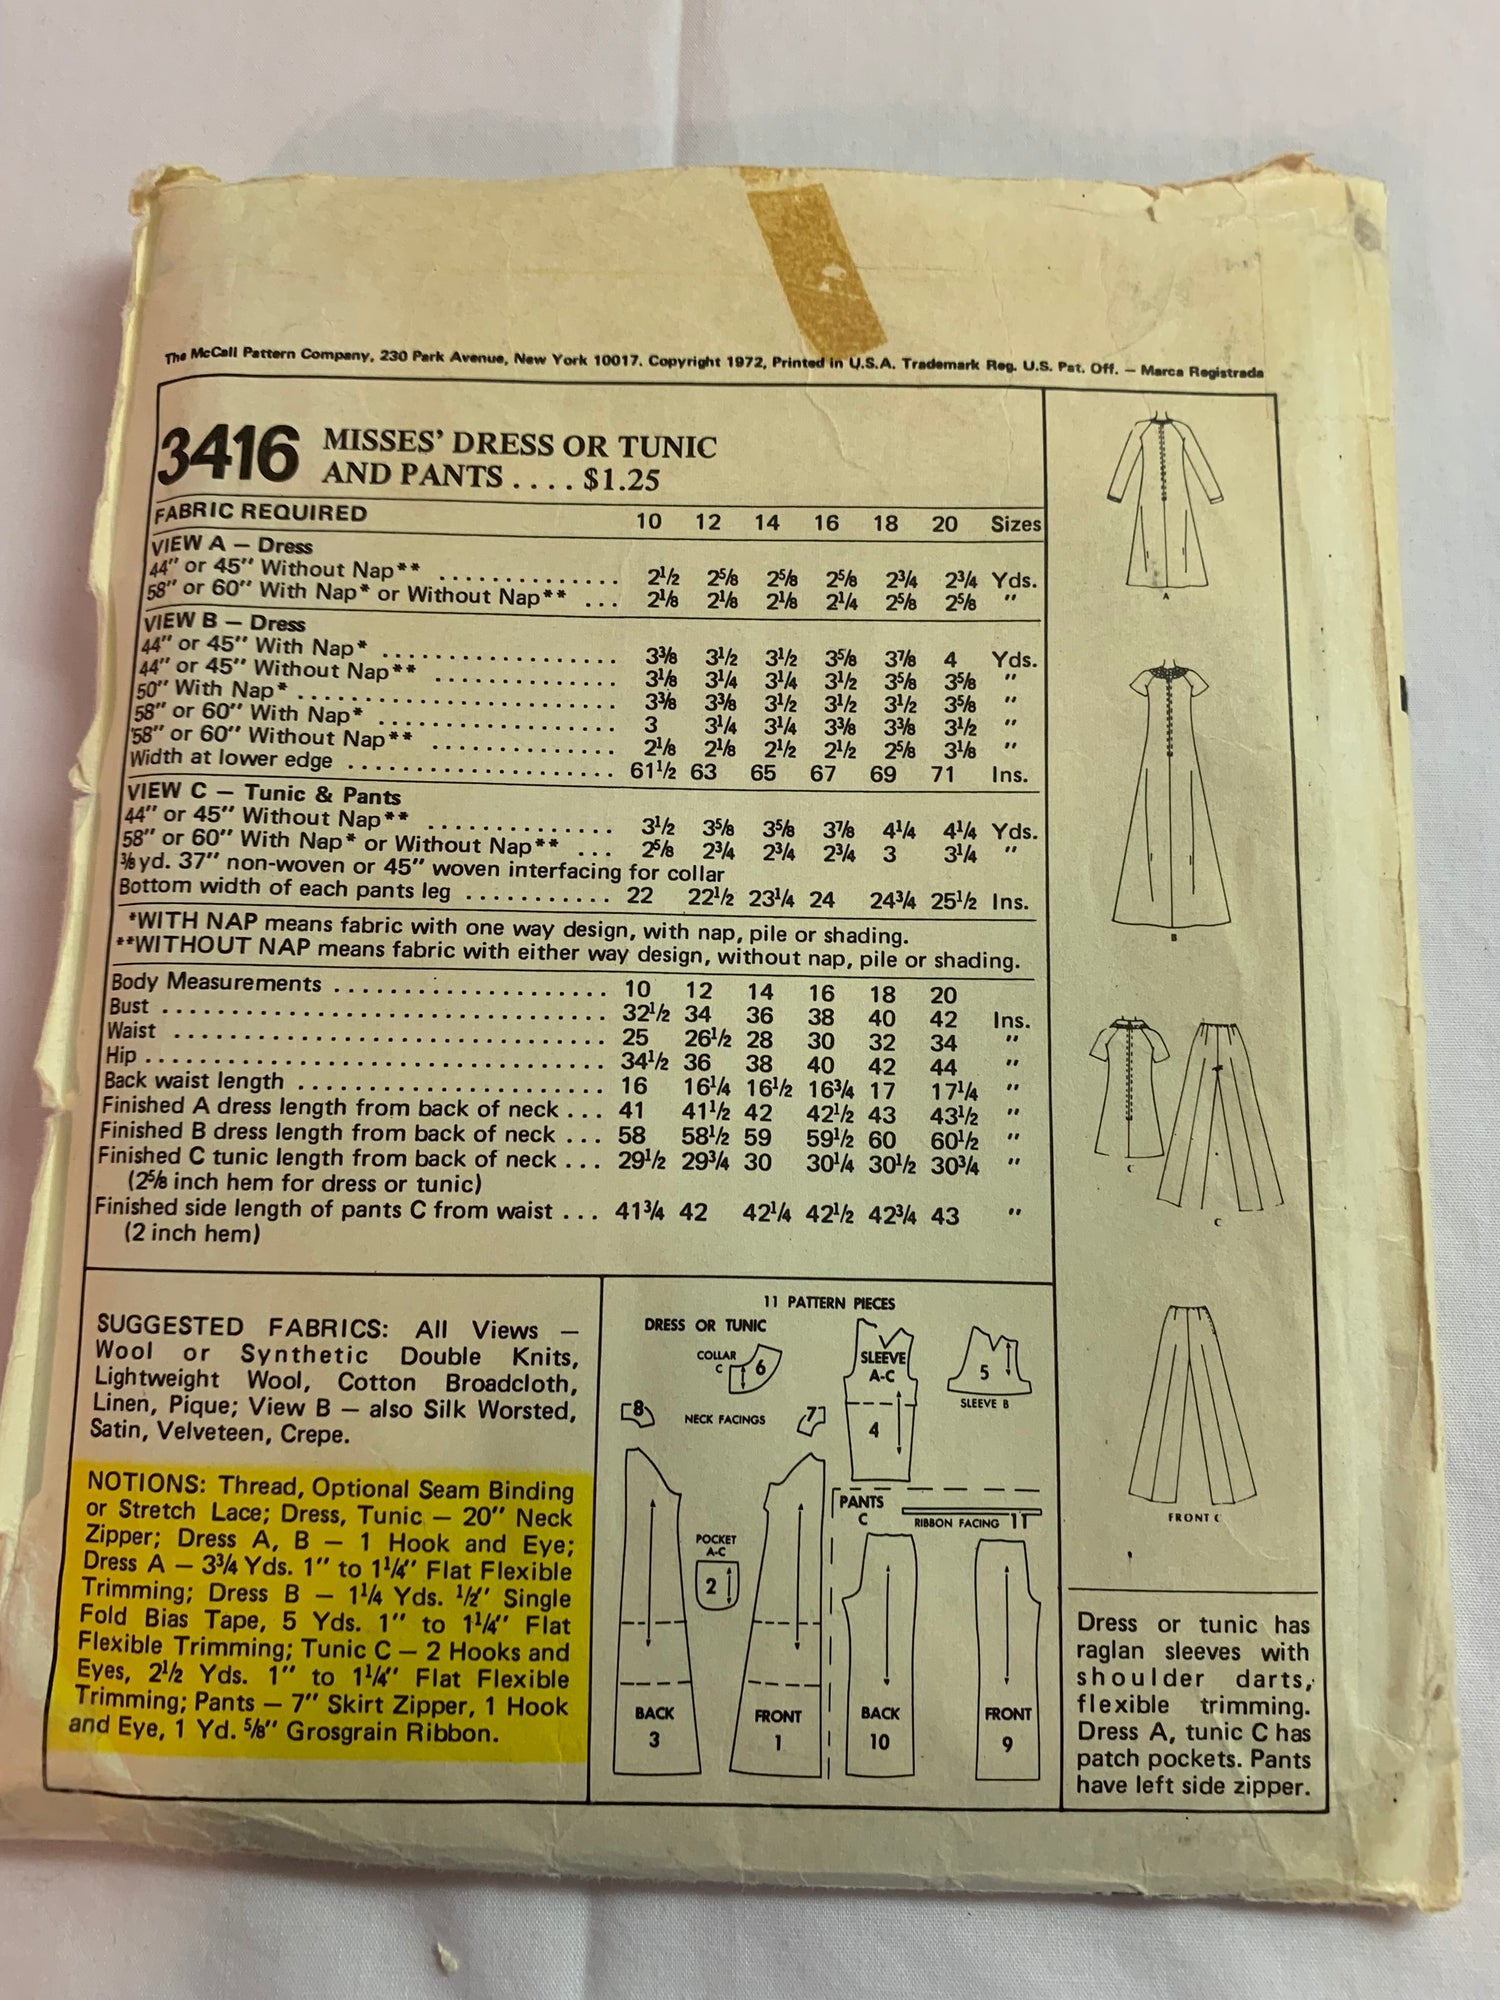 The McCall Pattern Company, 230 Park Avenue, New York 10017. Copyright 1972, Printed in U.S.A. Trademark Reg. U.S. Pat. Off. — Marca Registrada
3416 MISSES' DRESS OR TUNIC
AND PANTS .... $1.25
FABRIC REQUIRED 10 12 14 16 18 20 Sizes
VIEW A — Dress
44" or 45" Without Nap** .............. 2½ 2⅝ 2⅝ 2⅝ 2¾ 2¾ Yds.
58" or 60" With Nap* or Without Nap** ... 2⅛ 2⅛ 2⅛ 2¼ 2⅝ 2⅝ "
VIEW B — Dress
44" or 45" With Nap* .................. 3⅜ 3½ 3½ 3⅝ 3⅞ 4 Yds.
44" or 45" Without Nap** .............. 3⅛ 3¼ 3¼ 3½ 3⅝ 3⅝ "
50" With Nap* ........................ 3⅜ 3⅜ 3½ 3½ 3½ 3⅝ "
58" or 60" With Nap* .................. 3 3¼ 3¼ 3⅜ 3⅜ 3½ "
58" or 60" Without Nap** .............. 2⅛ 2⅛ 2½ 2½ 2⅝ 3⅛ "
Width at lower edge .................... 61½ 63 65 67 69 71 Ins.
VIEW C — Tunic & Pants
44" or 45" Without Nap** .............. 3½ 3⅝ 3⅝ 3⅞ 4¼ 4¼ Yds.
58" or 60" With Nap* or Without Nap** ... 2⅝ 2¾ 2¾ 2¾ 3 3¼ "
⅜ yd. 37" non-woven or 45" woven interfacing for collar
Bottom width of each pants leg ........... 22 22½ 23¼ 24 24¾ 25½ Ins.
*WITH NAP means fabric with one way design, with nap, pile or shading.
**WITHOUT NAP means fabric with either way design, without nap, pile or shading.
Body Measurements ..................... 10 12 14 16 18 20
Bust .................................. 32½ 34 36 38 40 42 Ins.
Waist ................................. 25 26½ 28 30 32 34 "
Hip ................................... 34½ 36 38 40 42 44 "
Back waist length ....................... 16 16¼ 16½ 16¾ 17 17¼ "
Finished A dress length from back of neck ... 41 41½ 42 42½ 43 43½ "
Finished B dress length from back of neck ... 58 58½ 59 59½ 60 60½ "
Finished C tunic length from back of neck ... 29½ 29¾ 30 30¼ 30½ 30¾ "
(2⅝ inch hem for dress or tunic)
Finished side length of pants C from waist ... 41¾ 42 42¼ 42½ 42¾ 43 "
(2 inch hem)
SUGGESTED FABRICS: All Views —
Wool or Synthetic Double Knits,
Lightweight Wool, Cotton Broadcloth,
Linen, Pique; View B — also Silk Worsted,
Satin, Velveteen, Crepe.
NOTIONS: Thread, Optional Seam Binding
or Stretch Lace; Dress, Tunic — 20" Neck
Zipper; Dress A, B — 1 Hook and Eye;
Dress A — 3¾ Yds. 1" to 1¼" Flat Flexible
Trimming; Dress B — 1¼ Yds. ½" Single
Fold Bias Tape, 5 Yds. 1" to 1¼" Flat
Flexible Trimming; Tunic C — 2 Hooks and
Eyes, 2½ Yds. 1" to 1¼" Flat Flexible
Trimming; Pants — 7" Skirt Zipper, 1 Hook
and Eye, 1 Yd. ⅝" Grosgrain Ribbon.
11 PATTERN PIECES
DRESS OR TUNIC
COLLAR
C
6
SLEEVE
A-C
4
5
SLEEVE B
8
NECK FACINGS
7
POCKET
A-C
2
PANTS
C
RIBBON FACING 11
BACK
3
FRONT
1
BACK
10
FRONT
9
A
B
C
C
FRONT C
Dress or tunic has
raglan sleeves with
shoulder darts,
flexible trimming.
Dress A, tunic C has
patch pockets. Pants
have left side zipper.